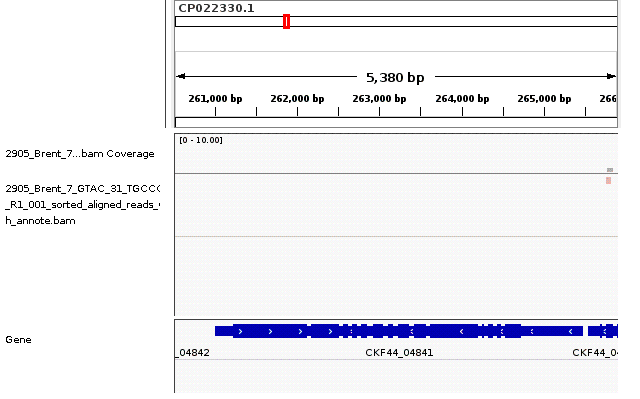 CP022330.1
5,380 bp
261,000 bp 262,000 bp 263,000 bp 264,000 bp 265,000 bp 266
[0 - 10.00]
2905_Brent_7...bam Coverage
2905_Brent_7_GTAC_31_TGCCC
_R1_001_sorted_aligned_reads_
h_annote.bam
Gene
_04842 CKF44_04841 CKF44_04